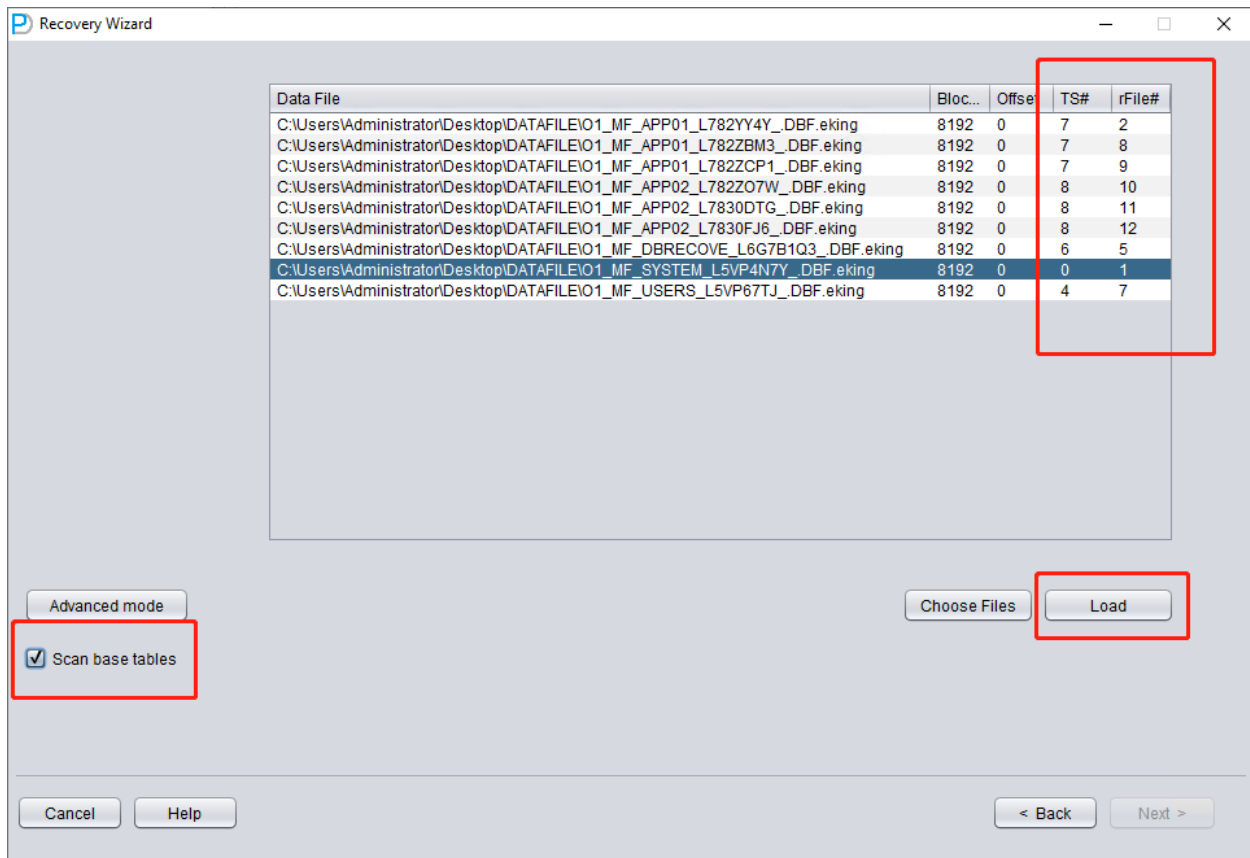 Recovery Wizard
Data File Bloc... Offset TS# rFile#
C:\Users\Administrator\Desktop\DATAFILE\O1_MF_APP01_L782YY4Y_.DBF.eking 8192 0 7 2
C:\Users\Administrator\Desktop\DATAFILE\O1_MF_APP01_L782ZBM3_.DBF.eking 8192 0 7 8
C:\Users\Administrator\Desktop\DATAFILE\O1_MF_APP01_L782ZCP1_.DBF.eking 8192 0 7 9
C:\Users\Administrator\Desktop\DATAFILE\O1_MF_APP02_L782ZO7W_.DBF.eking 8192 0 8 10
C:\Users\Administrator\Desktop\DATAFILE\O1_MF_APP02_L7830DTG_.DBF.eking 8192 0 8 11
C:\Users\Administrator\Desktop\DATAFILE\O1_MF_APP02_L7830FJ6_.DBF.eking 8192 0 8 12
C:\Users\Administrator\Desktop\DATAFILE\O1_MF_DBRECOVE_L6G7B1Q3_.DBF.eking 8192 0 6 5
C:\Users\Administrator\Desktop\DATAFILE\O1_MF_SYSTEM_L5VP4N7Y_.DBF.eking 8192 0 0 1
C:\Users\Administrator\Desktop\DATAFILE\O1_MF_USERS_L5VP67TJ_.DBF.eking 8192 0 4 7
Advanced mode Choose Files Load
Scan base tables
Cancel Help < Back Next >